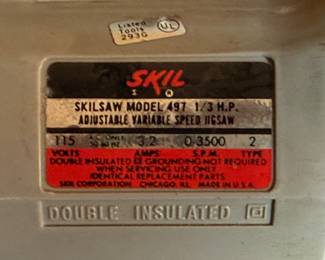 Listed
Tools
293G
UL
SKIL
SKILSAW MODEL 497 1/3 H.P.
ADJUSTABLE VARIABLE SPEED JIGSAW
115 3.2 0-3500 2
VOLTS AMPS S.P.M. TYPE
DOUBLE INSULATED GROUNDING NOT REQUIRED
WHEN SERVICING USE ONLY
IDENTICAL REPLACEMENT PARTS
SKIL CORPORATION CHICAGO, ILL. MADE IN U.S.A.
DOUBLE INSULATED